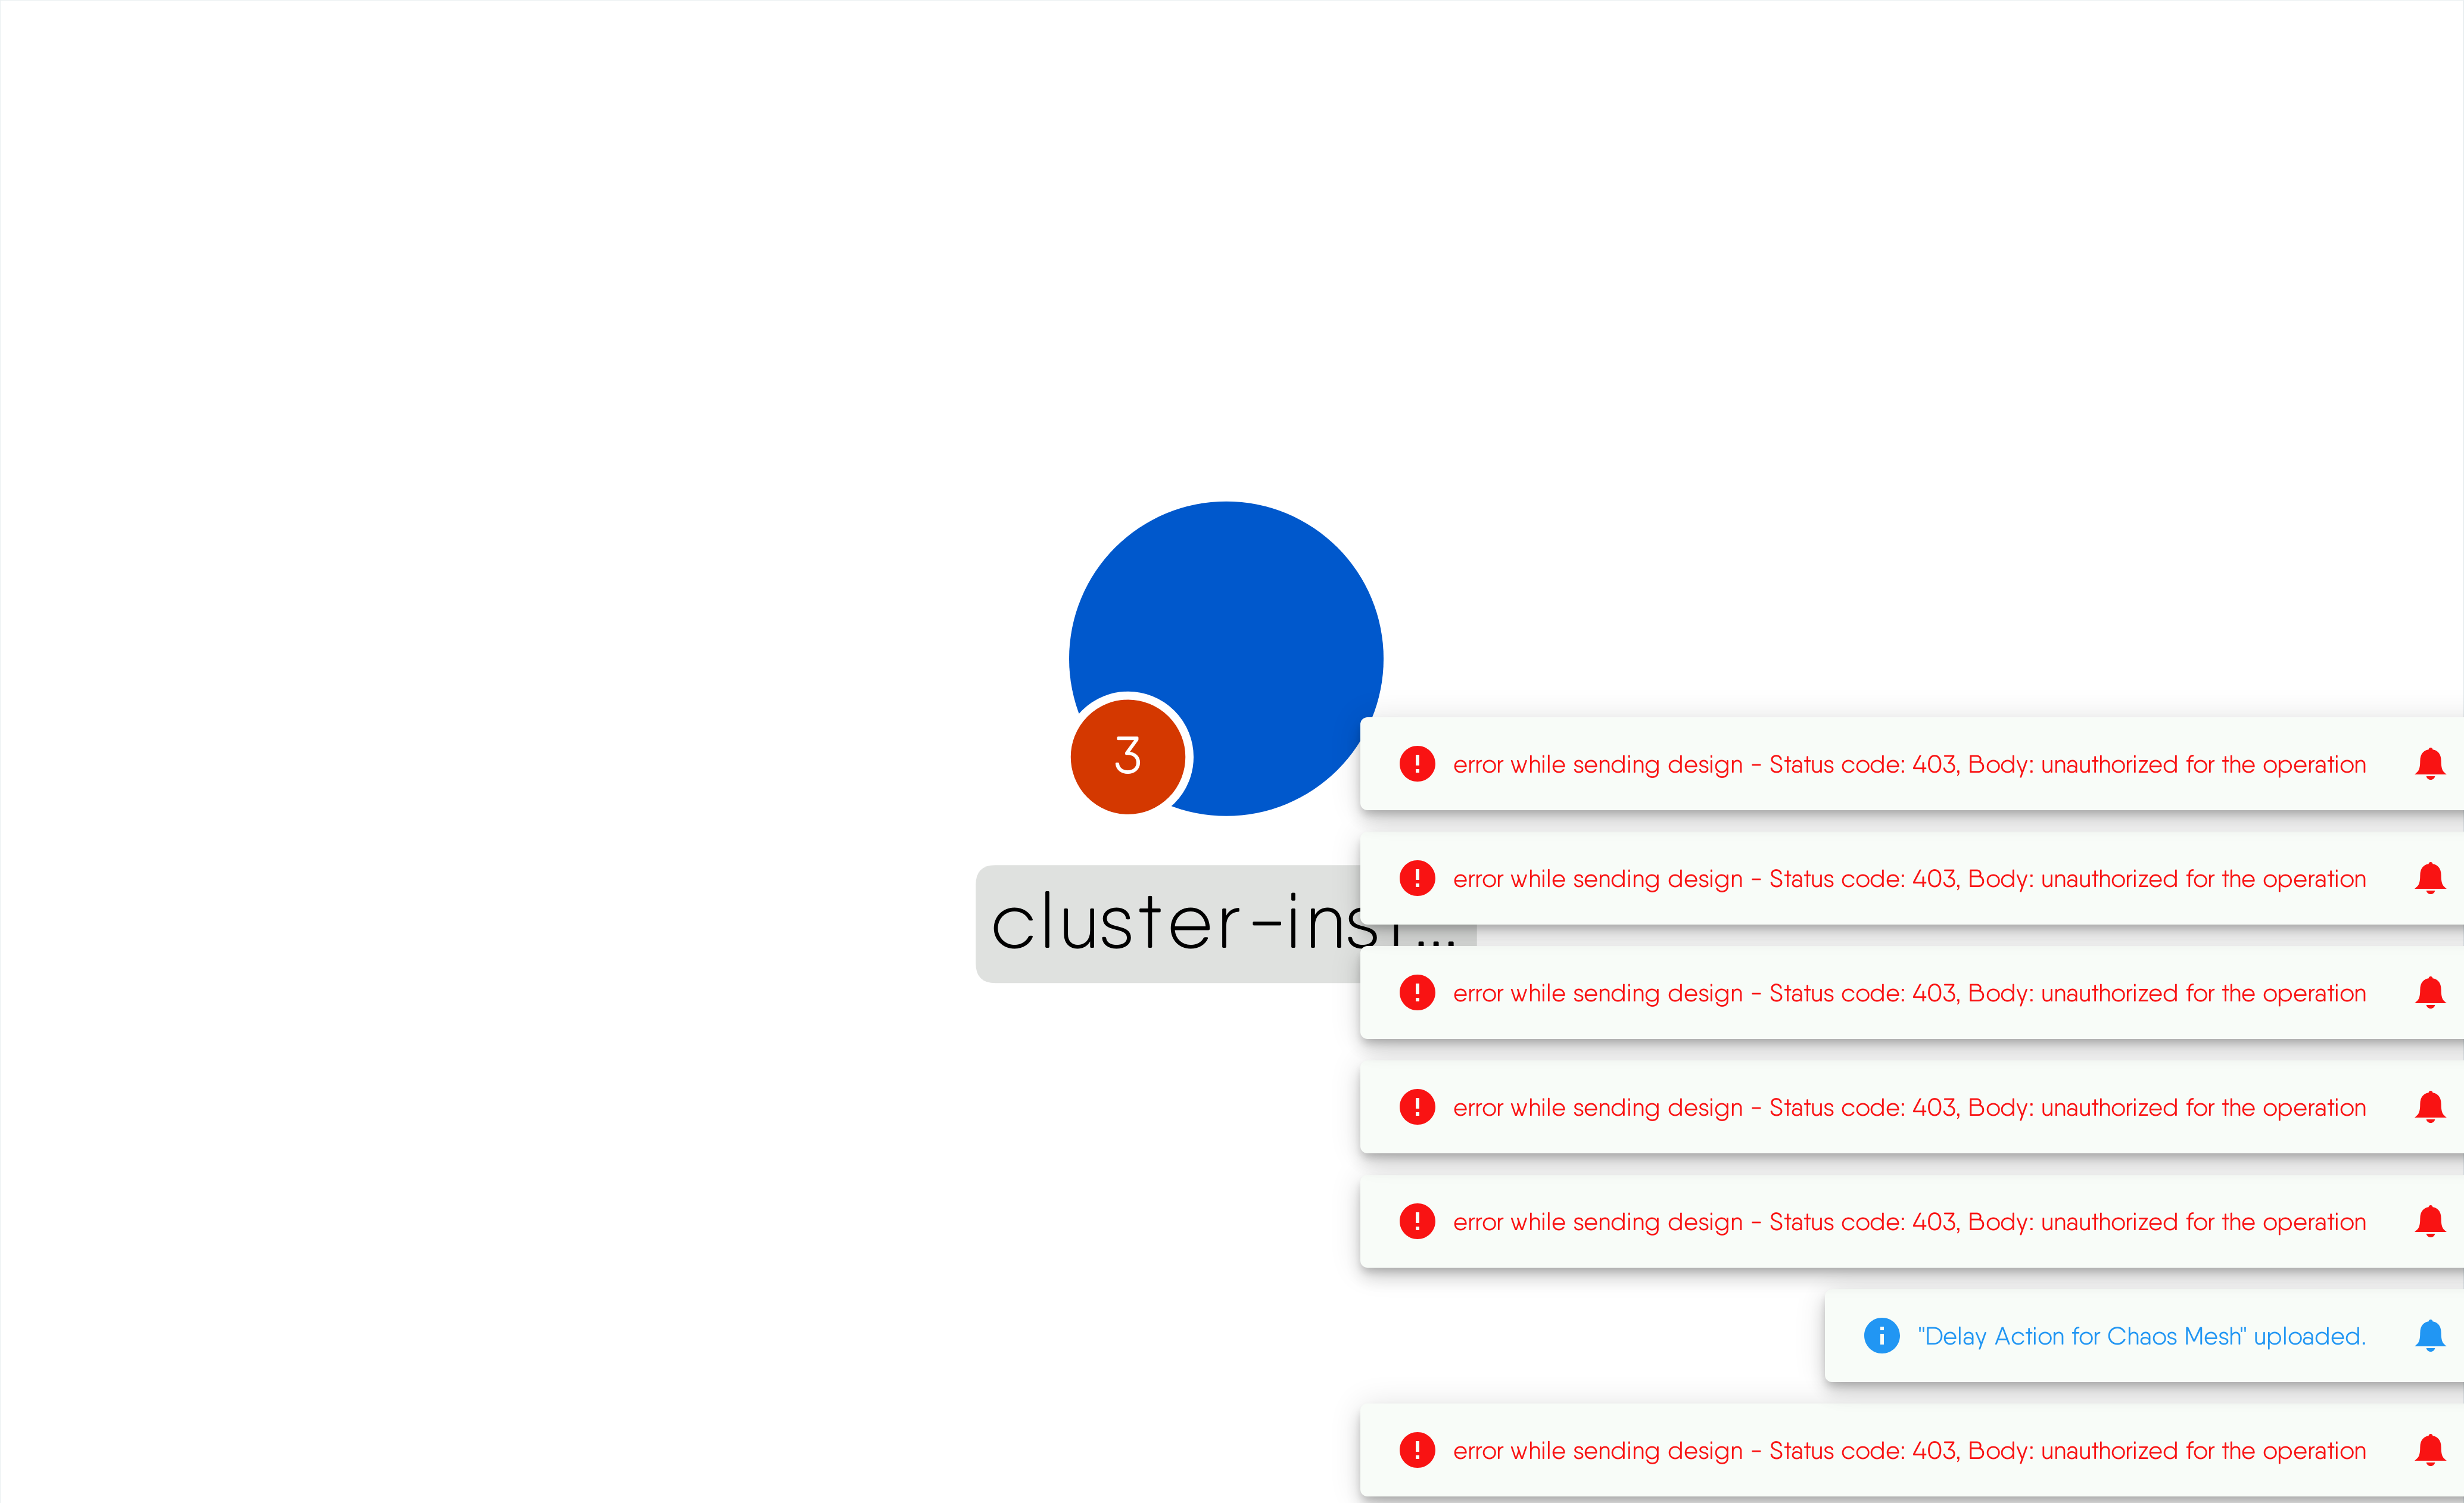 3
cluster-inst...
error while sending design - Status code: 403, Body: unauthorized for the operation
error while sending design - Status code: 403, Body: unauthorized for the operation
error while sending design - Status code: 403, Body: unauthorized for the operation
error while sending design - Status code: 403, Body: unauthorized for the operation
error while sending design - Status code: 403, Body: unauthorized for the operation
"Delay Action for Chaos Mesh" uploaded.
error while sending design - Status code: 403, Body: unauthorized for the operation